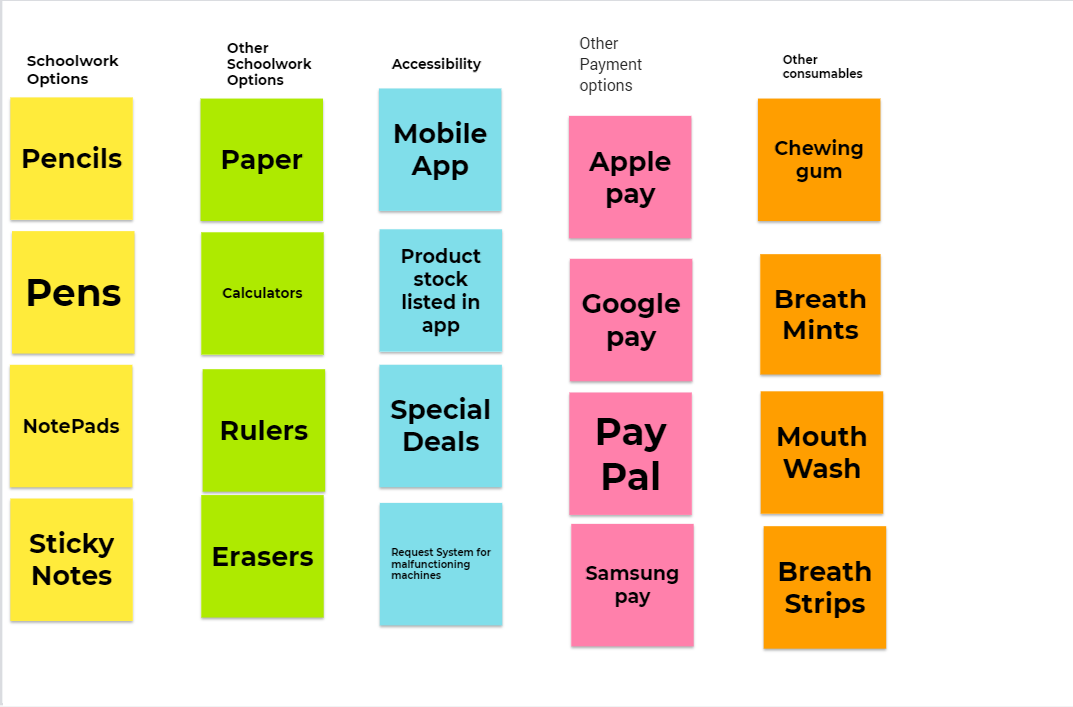 Schoolwork
Options
Pencils
Pens
NotePads
Sticky
Notes
Other
Schoolwork
Options
Paper
Calculators
Rulers
Erasers
Accessibility
Mobile
App
Product
stock
listed in
app
Special
Deals
Request System for
malfunctioning
machines
Other
Payment
options
Apple
pay
Google
pay
Pay
Pal
Samsung
pay
Other
consumables
Chewing
gum
Breath
Mints
Mouth
Wash
Breath
Strips